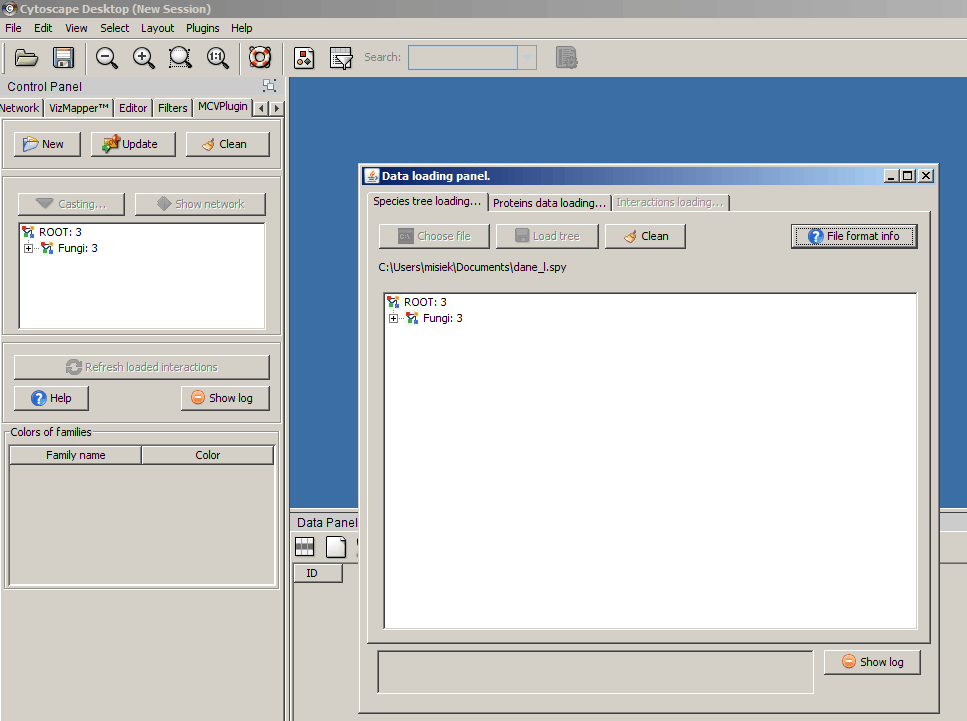 Cytoscape Desktop (New Session)
File Edit View Select Layout Plugins Help
1:1 Search:
Control Panel
Network VizMapper™ Editor Filters MCVPlugin
New Update Clean
Casting... Show network
ROOT: 3
Fungi: 3
Refresh loaded interactions
Help Show log
Colors of families
Family name Color
Data loading panel.
Species tree loading... Proteins data loading... Interactions loading...
Choose file Load tree Clean File format info
C:\Users\misiek\Documents\dane_l.spy
ROOT: 3
Fungi: 3
Show log
Data Panel
ID